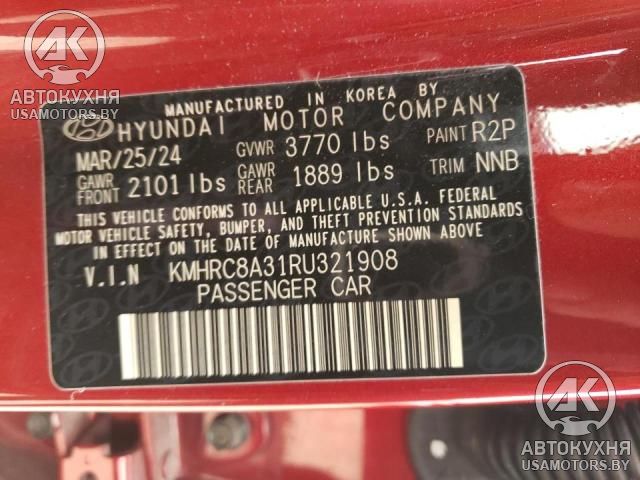 MANUFACTURED IN KOREA BY
HYUNDAI MOTOR COMPANY
MAR/25/24 GVWR 3770 lbs PAINT R2P
GAWR FRONT 2101 lbs GAWR REAR 1889 lbs TRIM NNB
THIS VEHICLE CONFORMS TO ALL APPLICABLE U.S.A. FEDERAL
MOTOR VEHICLE SAFETY, BUMPER, AND THEFT PREVENTION STANDARDS
IN EFFECT ON THE DATE OF MANUFACTURE SHOWN ABOVE
V.I.N KMHRC8A31RU321908
PASSENGER CAR
АК
АВТОКУХНЯ
USAMOTORS.BY
АК
АВТОКУХНЯ
USAMOTORS.BY